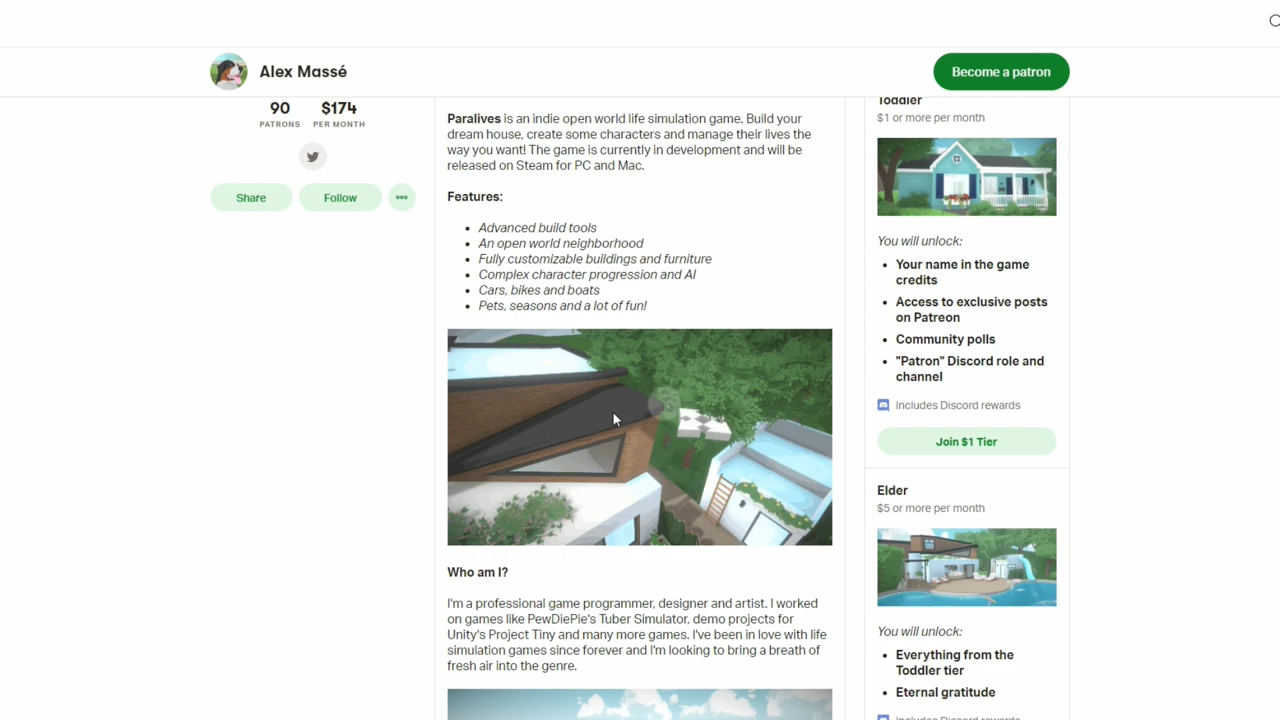 Alex Massé
Become a patron
90
$174
PATRONS
PER MONTH
Share
Follow
Paralives is an indie open world life simulation game. Build your
dream house, create some characters and manage their lives the
way you want! The game is currently in development and will be
released on Steam for PC and Mac.
Features:
• Advanced build tools
• An open world neighborhood
• Fully customizable buildings and furniture
• Complex character progression and AI
• Cars, bikes and boats
• Pets, seasons and a lot of fun!
Who am I?
I'm a professional game programmer, designer and artist. I worked
on games like PewDiePie's Tuber Simulator, demo projects for
Unity's Project Tiny and many more games. I've been in love with life
simulation games since forever and I'm looking to bring a breath of
fresh air into the genre.
Toddler
$1 or more per month
You will unlock:
• Your name in the game
credits
• Access to exclusive posts
on Patreon
• Community polls
• "Patron" Discord role and
channel
Includes Discord rewards
Join $1 Tier
Elder
$5 or more per month
You will unlock:
• Everything from the
Toddler tier
• Eternal gratitude